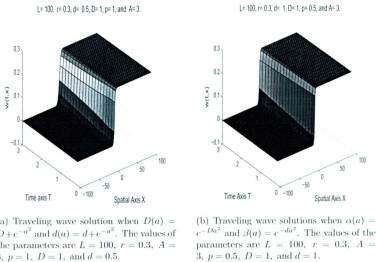 L= 100, r= 0.3, d= 0.5, D= 1, p= 1, and A= 3.
L= 100, r= 0.3, d= 1, D= 1, p= 0.5, and A= 3.
0.3
0.2
0.1
0
-0.1
w(t,x)
3
2
1
0
-100
-50
0
50
100
Time axis T
Spatial Axis X
0.3
0.2
0.1
0
-0.1
w(t,x)
3
2
1
0
-100
-50
0
50
100
Time axis T
Spatial Axis X
a) Traveling wave solution when D(a) =
D+e^{-a^2} and d(a) = d+e^{-a^2}. The values of
the parameters are L = 100, r = 0.3, A =
3, p = 1, D = 1, and d = 0.5.
(b) Traveling wave solutions when α(a) =
e^{-Da^2} and β(a) = e^{-da^2}. The values of the
parameters are L = 100, r = 0.3, A =
3, p = 0.5, D = 1, and d = 1.